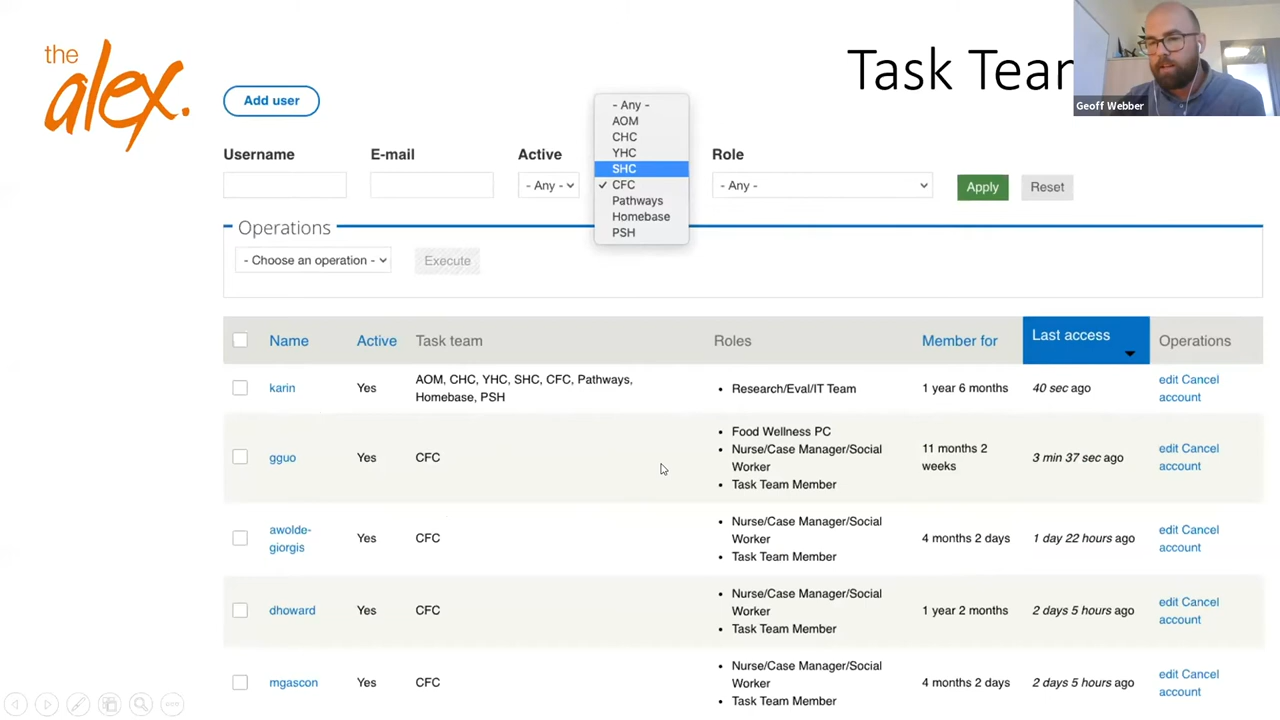 the
alex.
Task Tea
Geoff Webber
Add user
Username
E-mail
Active
Role
- Any -
- Any -
AOM
CHC
YHC
SHC
✓ CFC
Pathways
Homebase
PSH
- Any -
Apply
Reset
Operations
- Choose an operation -
Execute
Name
Active
Task team
Roles
Member for
Last access
Operations
karin
Yes
AOM, CHC, YHC, SHC, CFC, Pathways,
Homebase, PSH
• Research/Eval/IT Team
1 year 6 months
40 sec ago
edit Cancel
account
gguo
Yes
CFC
• Food Wellness PC
• Nurse/Case Manager/Social
Worker
• Task Team Member
11 months 2
weeks
3 min 37 sec ago
edit Cancel
account
awolde-
giorgis
Yes
CFC
• Nurse/Case Manager/Social
Worker
• Task Team Member
4 months 2 days
1 day 22 hours ago
edit Cancel
account
dhoward
Yes
CFC
• Nurse/Case Manager/Social
Worker
• Task Team Member
1 year 2 months
2 days 5 hours ago
edit Cancel
account
mgascon
Yes
CFC
• Nurse/Case Manager/Social
Worker
• Task Team Member
4 months 2 days
2 days 5 hours ago
edit Cancel
account